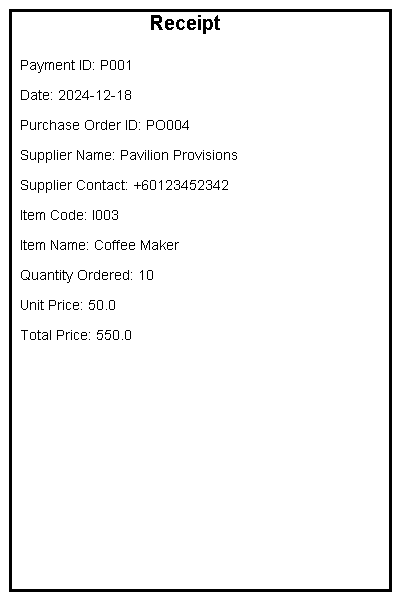 Receipt
Payment ID: P001
Date: 2024-12-18
Purchase Order ID: PO004
Supplier Name: Pavilion Provisions
Supplier Contact: +60123452342
Item Code: I003
Item Name: Coffee Maker
Quantity Ordered: 10
Unit Price: 50.0
Total Price: 550.0